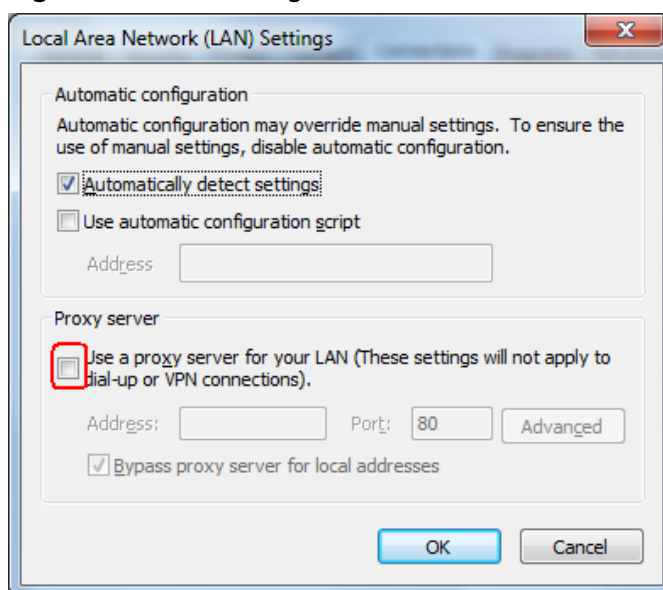 Local Area Network (LAN) Settings
Automatic configuration
Automatic configuration may override manual settings. To ensure the
use of manual settings, disable automatic configuration.
Automatically detect settings
Use automatic configuration script
Address
Proxy server
Use a proxy server for your LAN (These settings will not apply to
dial-up or VPN connections).
Address:
Port: 80
Advanced
Bypass proxy server for local addresses
OK
Cancel